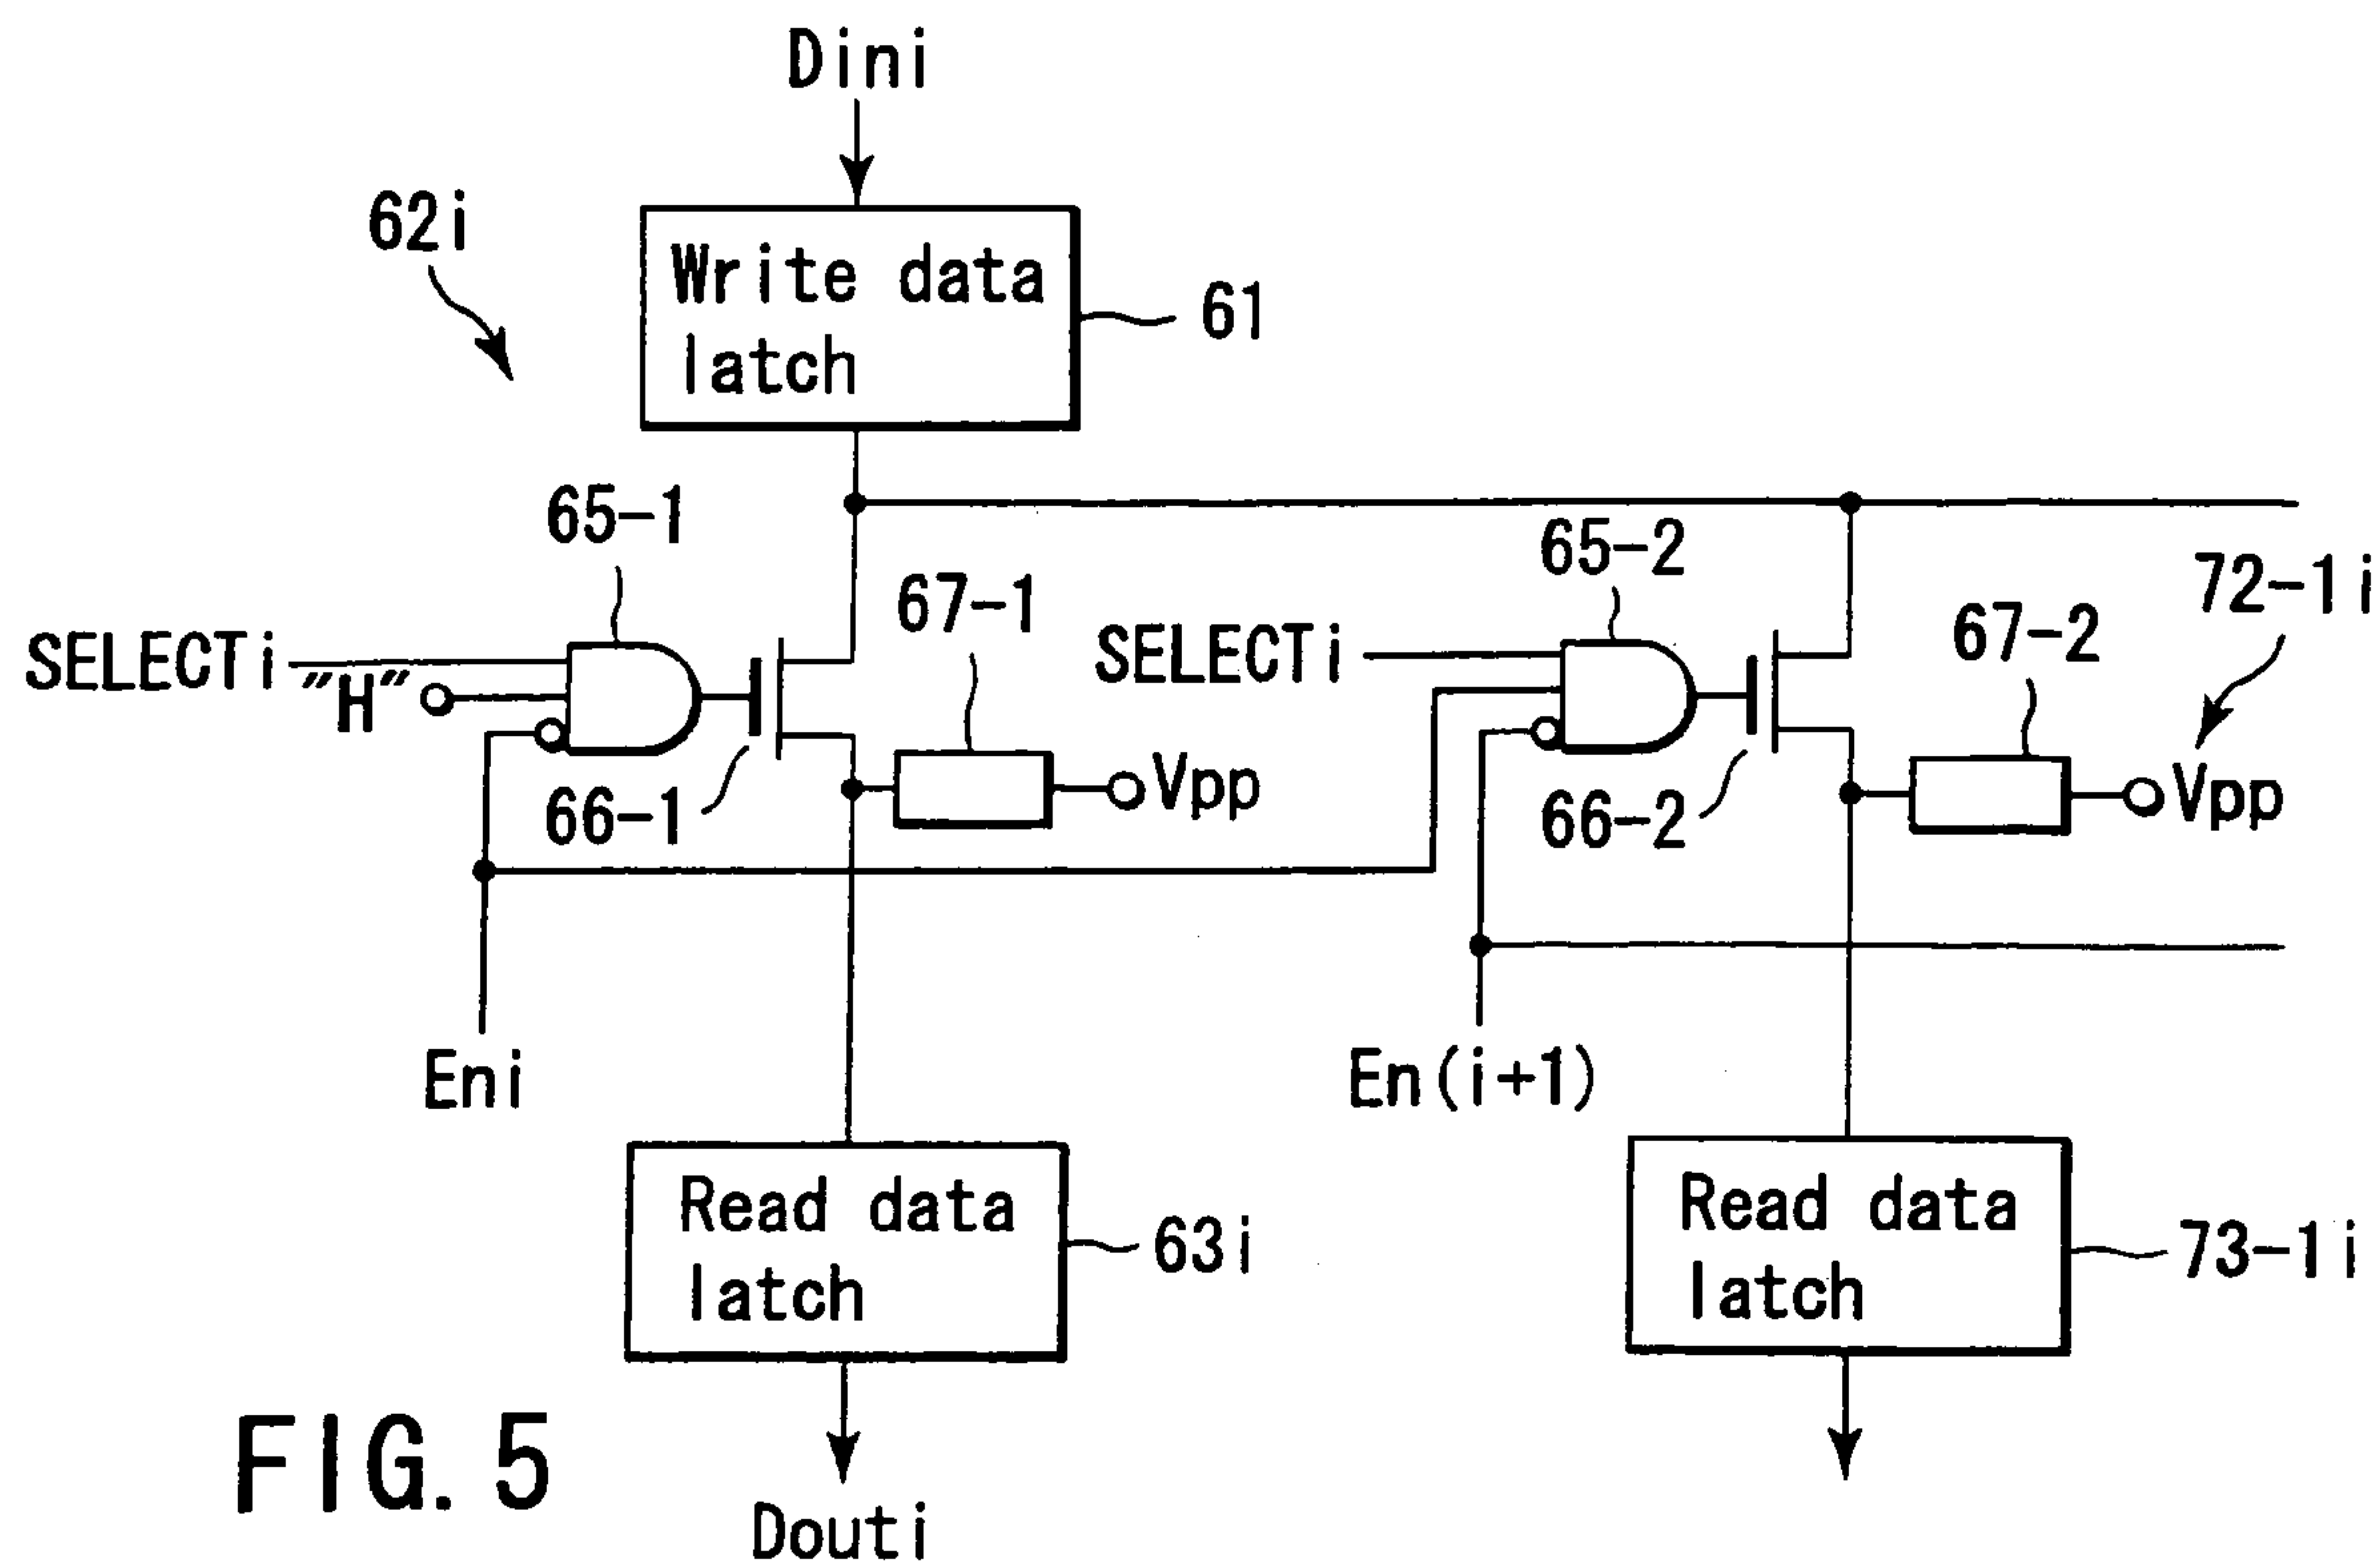 Dini
62i
Write data
latch
61
65-1
67-1
65-2
67-2
72-1i
SELECTi
"H"
SELECTi
66-1
Vpp
66-2
Vpp
Eni
En(i+1)
Read data
latch
63i
Read data
latch
73-1i
Douti
FIG. 5